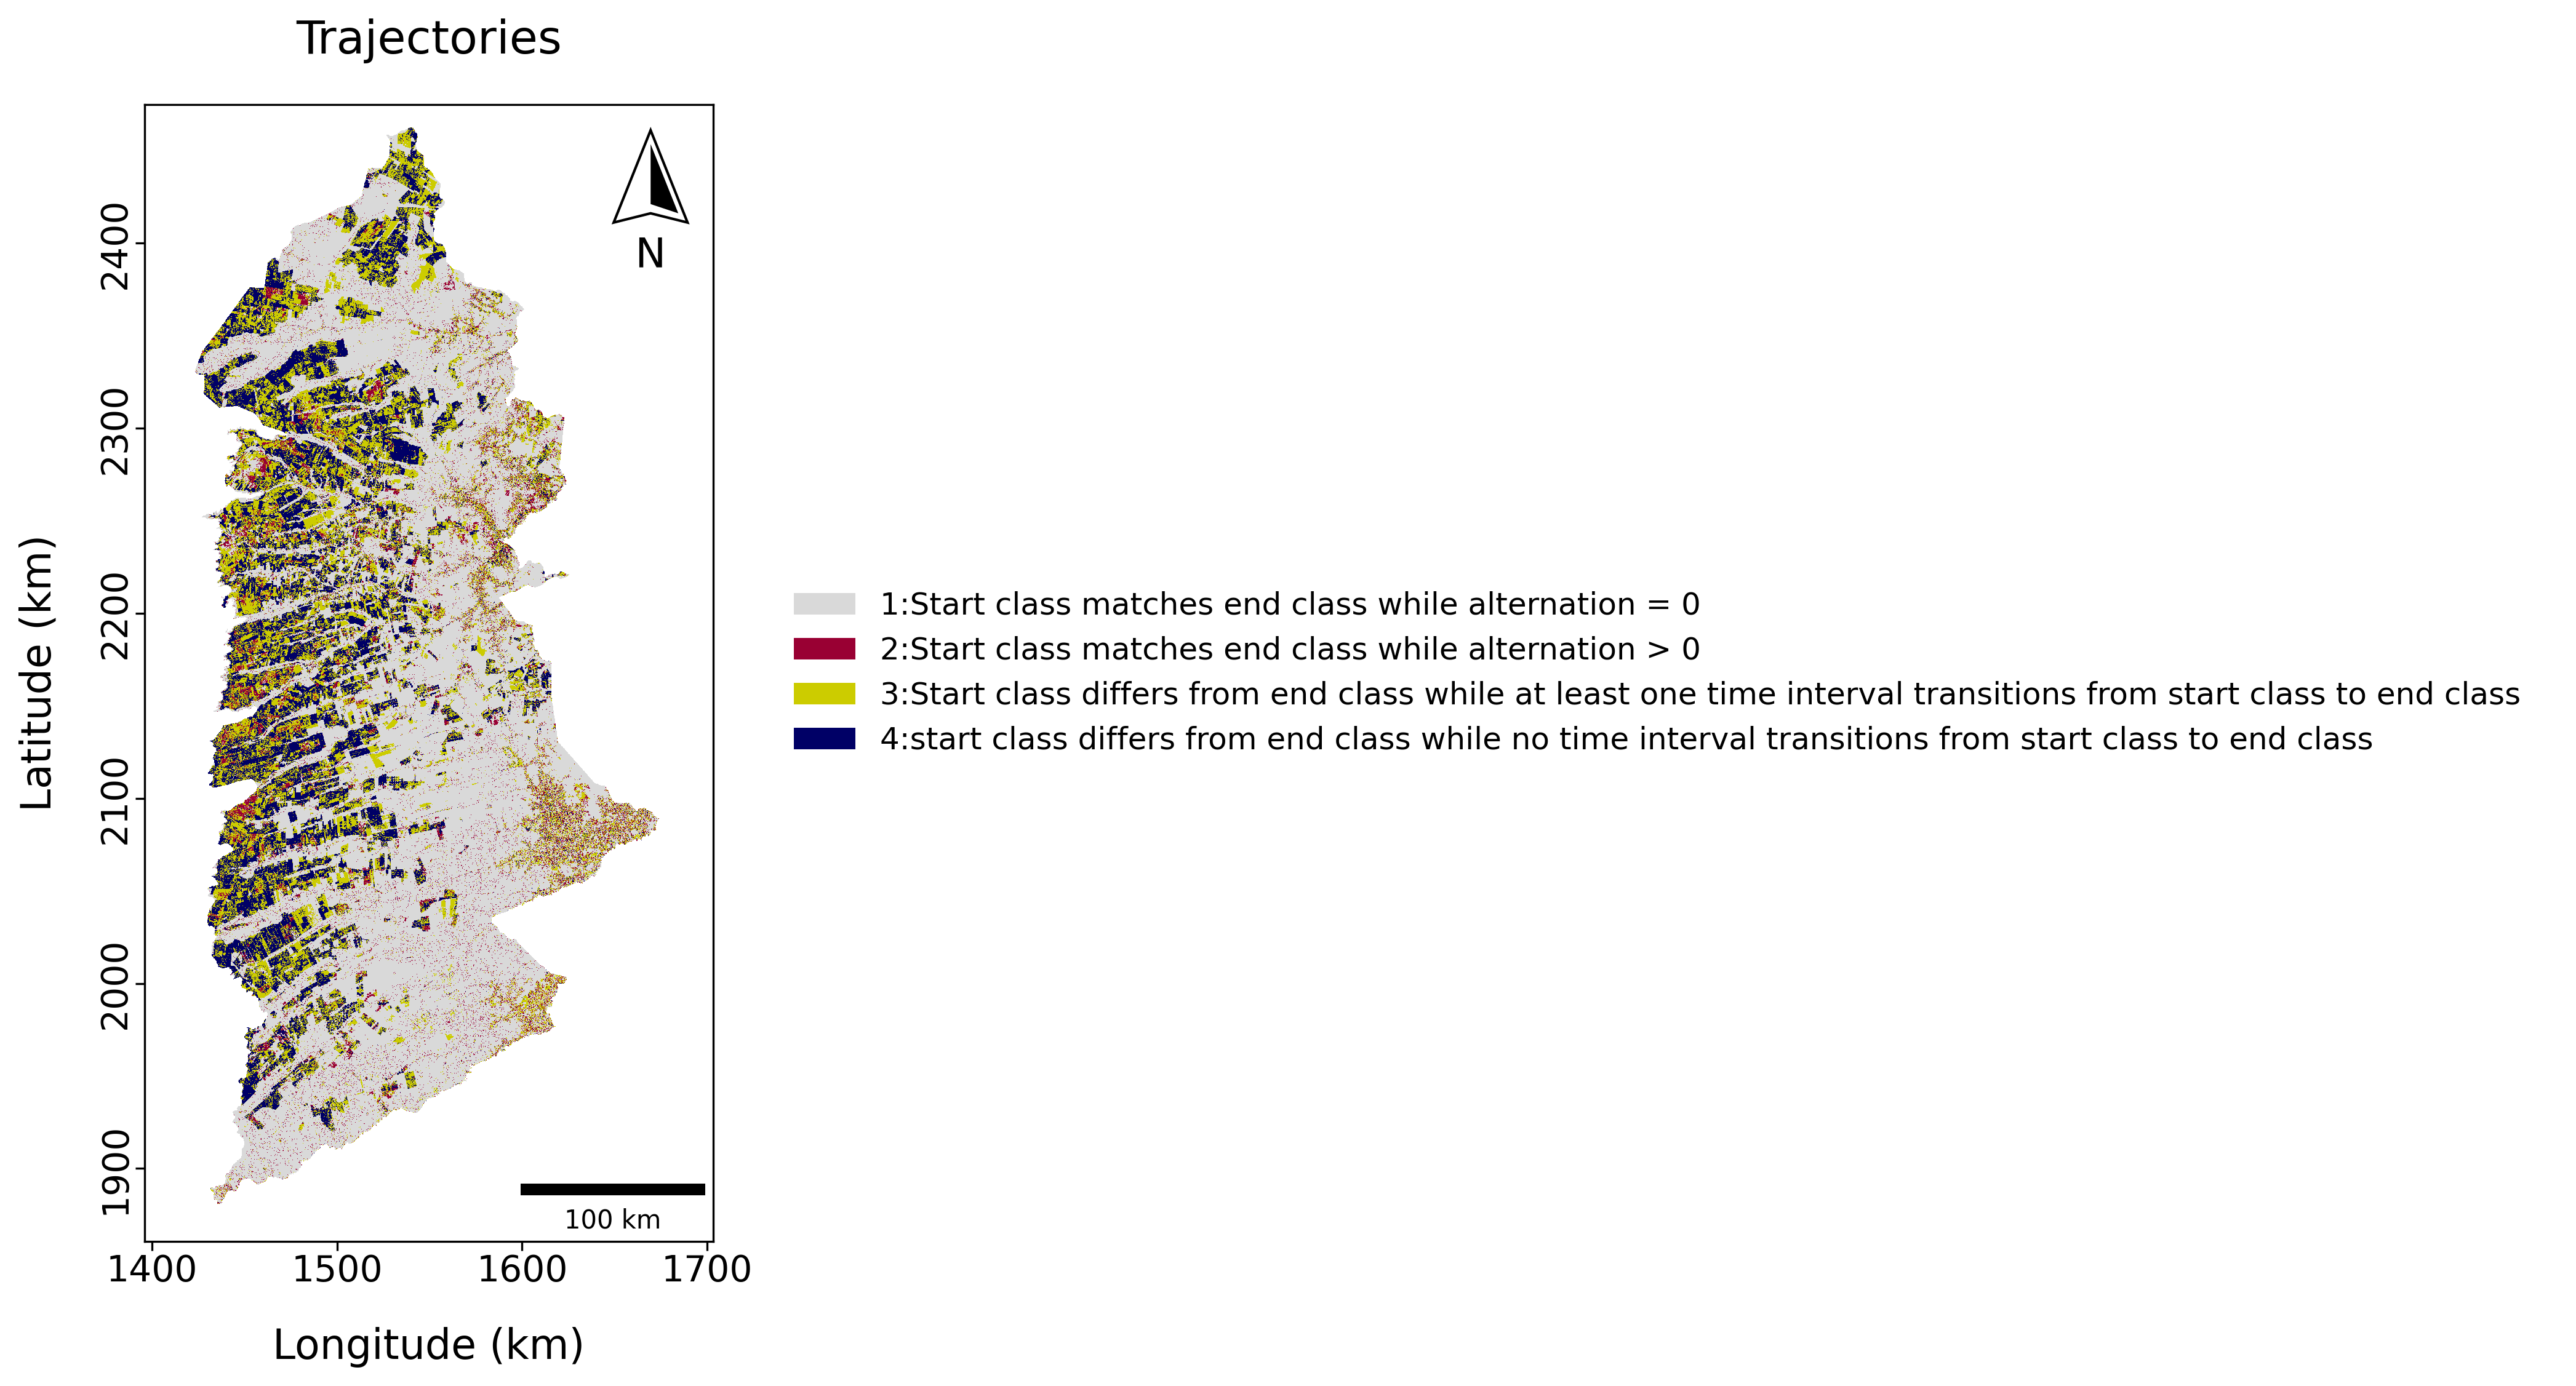 Trajectories
N
Latitude (km)
2400
2300
2200
2100
2000
1900
100 km
1400 1500 1600 1700
Longitude (km)
1:Start class matches end class while alternation = 0
2:Start class matches end class while alternation > 0
3:Start class differs from end class while at least one time interval transitions from start class to end class
4:start class differs from end class while no time interval transitions from start class to end class